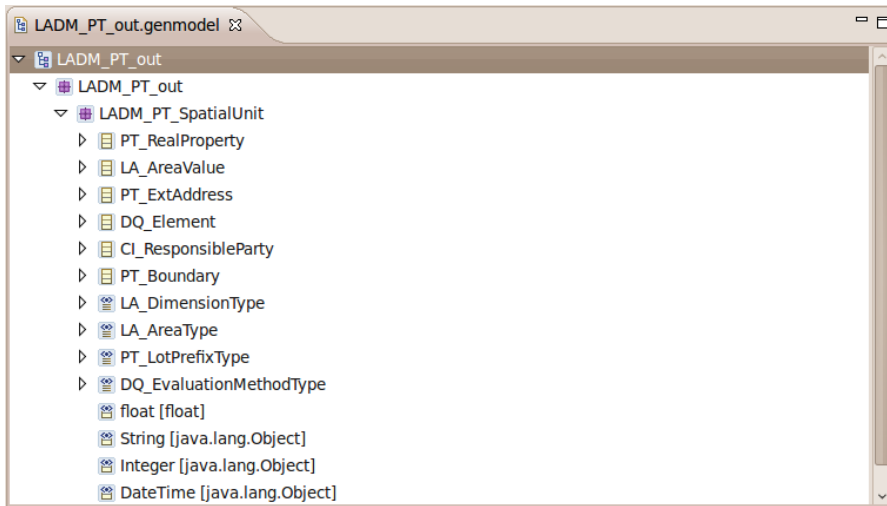 LADM_PT_out.genmodel
LADM_PT_out
LADM_PT_out
LADM_PT_SpatialUnit
PT_RealProperty
LA_AreaValue
PT_ExtAddress
DQ_Element
CI_ResponsibleParty
PT_Boundary
LA_DimensionType
LA_AreaType
PT_LotPrefixType
DQ_EvaluationMethodType
float [float]
String [java.lang.Object]
Integer [java.lang.Object]
DateTime [java.lang.Object]